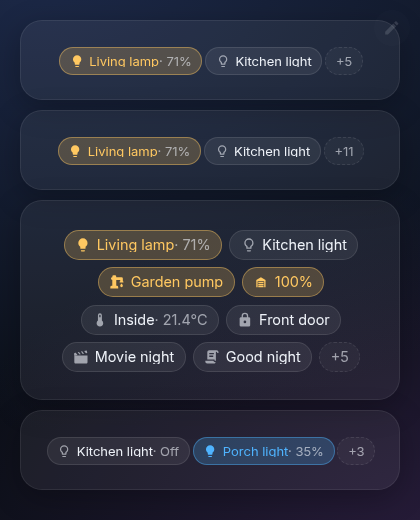 Living lamp · 71% Kitchen light +5
Living lamp · 71% Kitchen light +11
Living lamp · 71% Kitchen light
Garden pump 100%
Inside · 21.4°C Front door
Movie night Good night +5
Kitchen light · Off Porch light · 35% +3